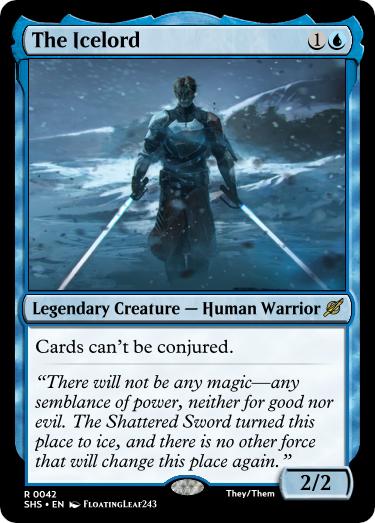 The Icelord 1
Legendary Creature — Human Warrior
Cards can't be conjured.
“There will not be any magic—any
semblance of power, neither for good nor
evil. The Shattered Sword turned this
place to ice, and there is no other force
that will change this place again.”
2/2
R 0042 They/Them
SHS • EN FloatingLeaf243